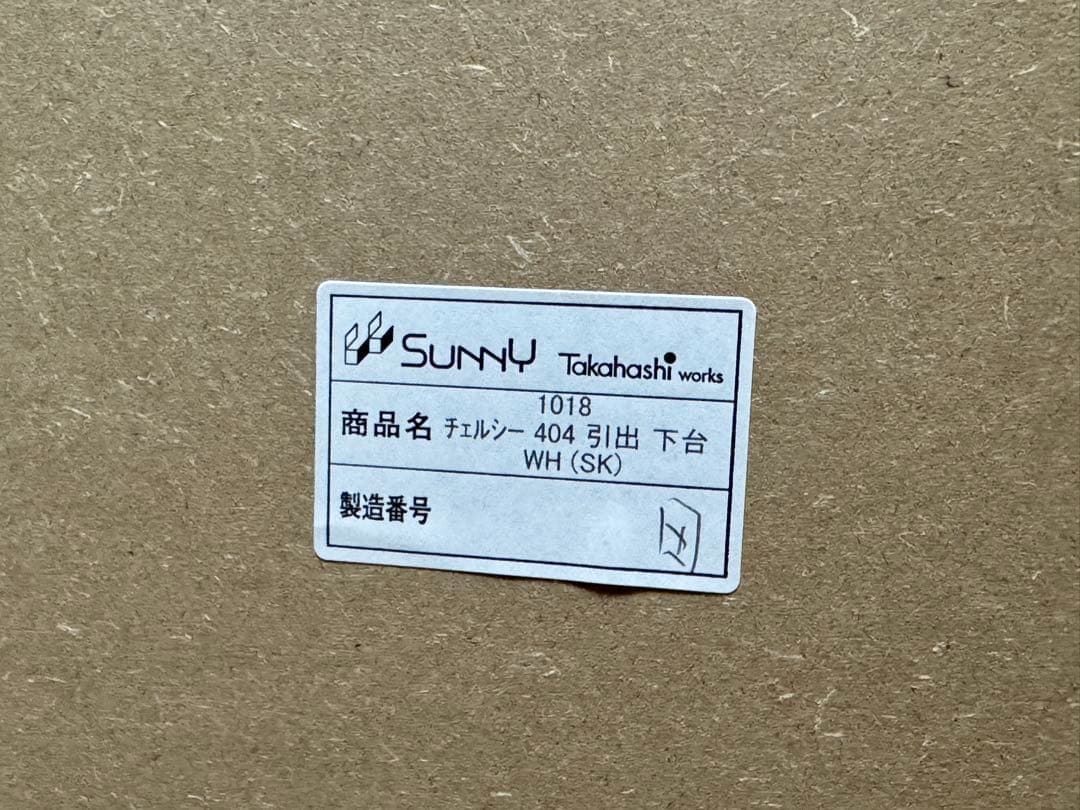 SUNNY Takahashi works
1018
商品名 チェルシー 404 引出 下台
WH (SK)
製造番号